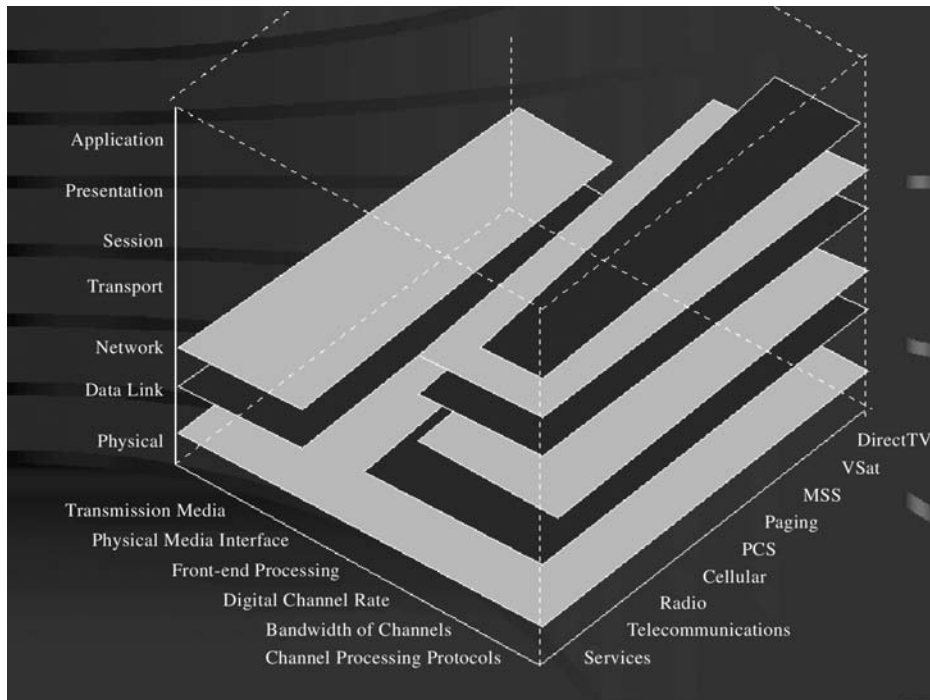 Application
Presentation
Session
Transport
Network
Data Link
Physical
Transmission Media
Physical Media Interface
Front-end Processing
Digital Channel Rate
Bandwidth of Channels
Channel Processing Protocols
DirectTV
VSat
MSS
Paging
PCS
Cellular
Radio
Telecommunications
Services